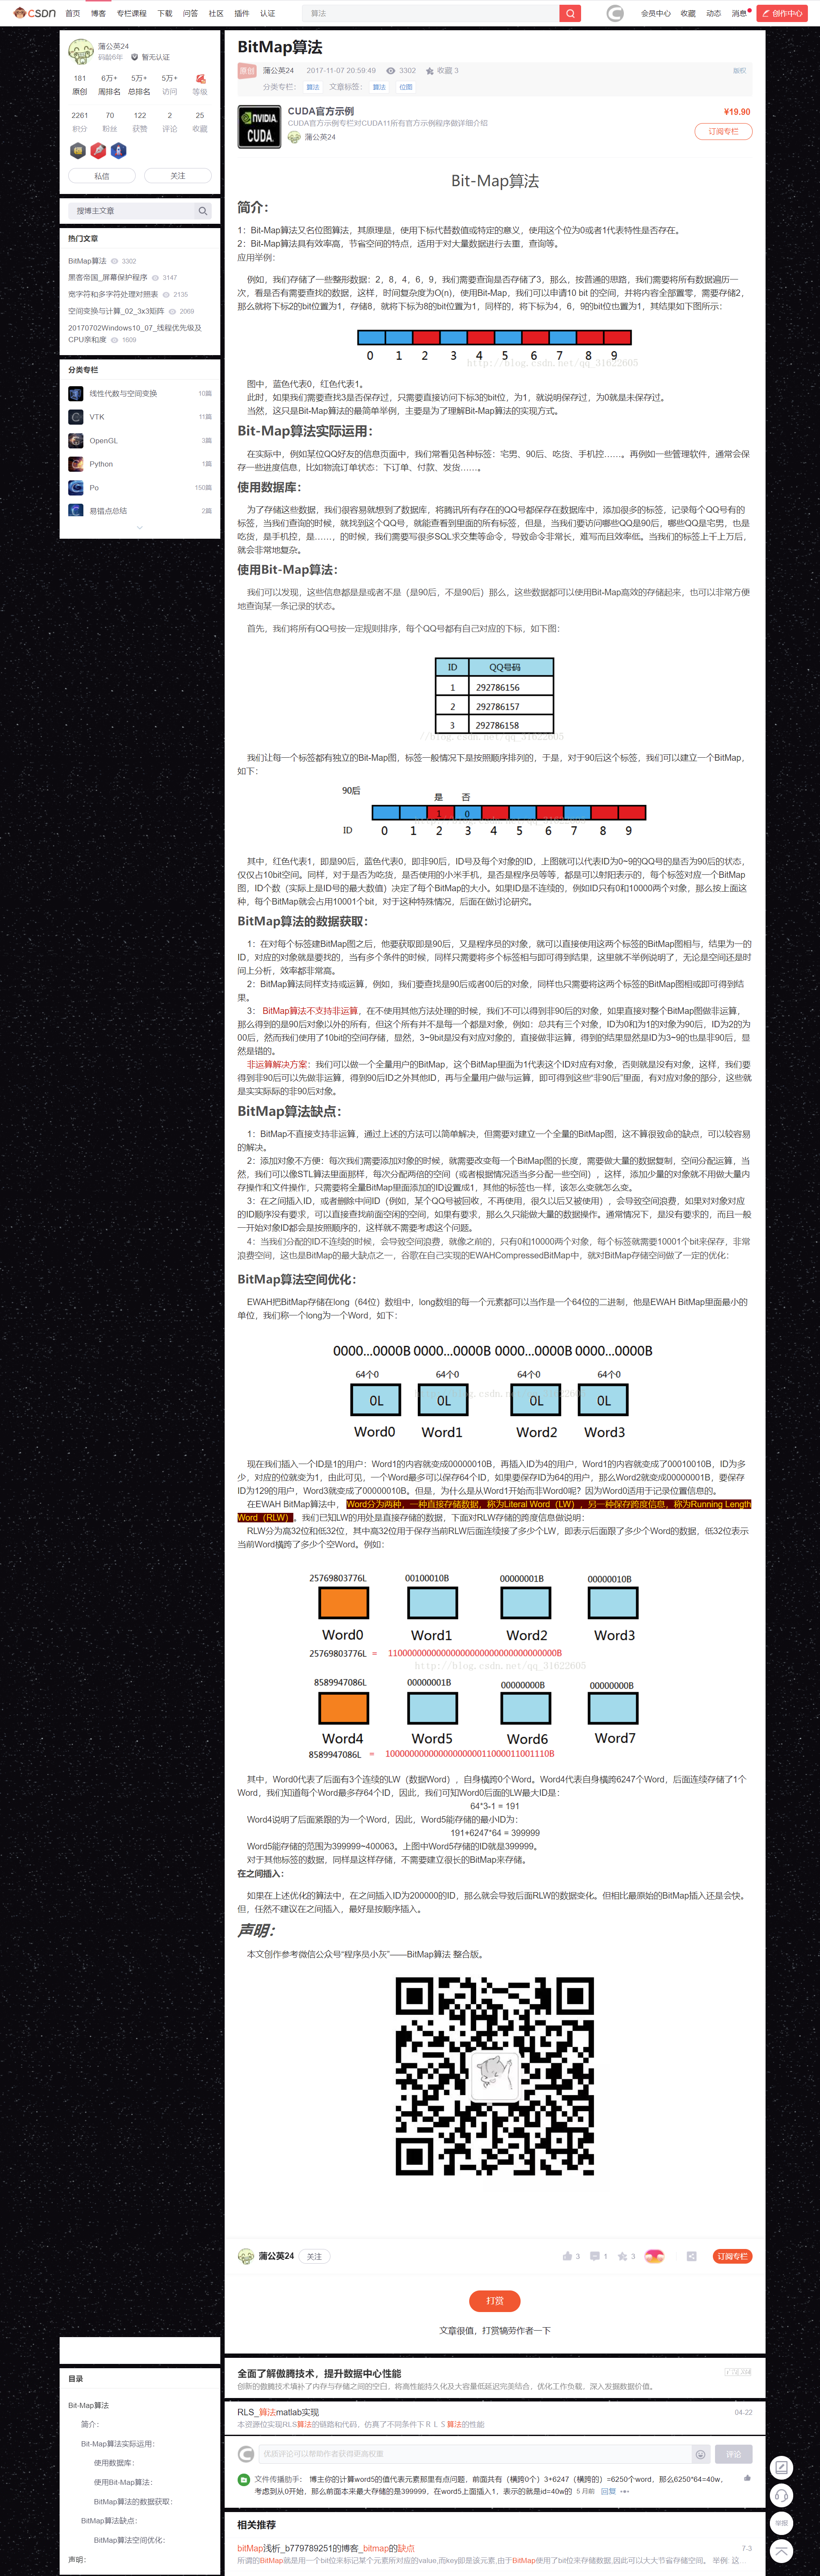 CSDN 首页 博客 专栏课程 下载 问答 社区 插件 认证 算法 会员中心 收藏 动态 消息 创作中心
蒲公英24
码龄6年 暂无认证
181 6万+ 5万+ 5万+
原创 周排名 总排名 访问 等级
2261 70 122 2 25
积分 粉丝 获赞 评论 收藏
私信 关注
搜博主文章
热门文章
BitMap算法 3302
黑客帝国_屏幕保护程序 3147
宽字符和多字符处理对照表 2135
空间变换与计算_02_3x3矩阵 2069
20170702Windows10_07_线程优先级及
CPU亲和度 1609
分类专栏
线性代数与空间变换 10篇
VTK 11篇
OpenGL 3篇
Python 1篇
Po 150篇
易错点总结 2篇
BitMap算法
原创 蒲公英24 2017-11-07 20:59:49 3302 收藏 3 版权
分类专栏: 算法 文章标签: 算法 位图
NVIDIA.
CUDA.
CUDA官方示例 ¥19.90
CUDA官方示例专栏对CUDA11所有官方示例程序做详细介绍
蒲公英24 订阅专栏
Bit-Map算法
简介:
1:Bit-Map算法又名位图算法,其原理是,使用下标代替数值或特定的意义,使用这个位为0或者1代表特性是否存在。
2:Bit-Map算法具有效率高,节省空间的特点,适用于对大量数据进行去重,查询等。
应用举例:
例如,我们存储了一些整形数据:2,8,4,6,9,我们需要查询是否存储了3,那么,按普通的思路,我们需要将所有数据遍历一
次,看是否有需要查找的数据,这样,时间复杂度为O(n),使用Bit-Map,我们可以申请10 bit 的空间,并将内容全部置零,需要存储2,
那么就将下标2的bit位置为1,存储8,就将下标为8的bit位置为1,同样的,将下标为4,6,9的bit位也置为1,其结果如下图所示:
0 1 2 3 4 5 6 7 8 9
http://blog.csdn.net/qq_31622605
图中,蓝色代表0,红色代表1。
此时,如果我们需要查找3是否保存过,只需要直接访问下标3的bit位,为1,就说明保存过,为0就是未保存过。
当然,这只是Bit-Map算法的最简单举例,主要是为了理解Bit-Map算法的实现方式。
Bit-Map算法实际运用:
在实际中,例如某位QQ好友的信息页面中,我们常看见各种标签:宅男、90后、吃货、手机控……。再例如一些管理软件,通常会保
存一些进度信息,比如物流订单状态:下订单、付款、发货……。
使用数据库:
为了存储这些数据,我们很容易就想到了数据库,将腾讯所有存在的QQ号都保存在数据库中,添加很多的标签,记录每个QQ号有的
标签,当我们查询的时候,就找到这个QQ号,就能查看到里面的所有标签,但是,当我们要访问哪些QQ是90后,哪些QQ是宅男,也是
吃货,是手机控,是……,的时候,我们需要写很多SQL求交集等命令,导致命令非常长,难写而且效率低。当我们的标签上千上万后,
就会非常地复杂。
使用Bit-Map算法:
我们可以发现,这些信息都是是或者不是(是90后,不是90后)那么,这些数据都可以使用Bit-Map高效的存储起来,也可以非常方便
地查询某一条记录的状态。
首先,我们将所有QQ号按一定规则排序,每个QQ号都有自己对应的下标,如下图:
ID QQ号码
1 292786156
2 292786157
3 292786158
//blog.csdn.net/qq_31622605
我们让每一个标签都有独立的Bit-Map图,标签一般情况下是按照顺序排列的,于是,对于90后这个标签,我们可以建立一个BitMap,
如下:
90后
是 否
1 0
ID 0 1 2 3 4 5 6 7 8 9
其中,红色代表1,即是90后,蓝色代表0,即非90后,ID号及每个对象的ID,上图就可以代表ID为0~9的QQ号的是否为90后的状态,
仅仅占10bit空间。同样,对于是否为吃货,是否使用的小米手机,是否是程序员等等,都是可以封阳表示的,每个标签对应一个BitMap
图,ID个数(实际上是ID号的最大数值)决定了每个BitMap的大小。如果ID是不连续的,例如ID只有0和10000两个对象,那么按上面这
种,每个BitMap就会占用10001个bit,对于这种特殊情况,后面在做讨论研究。
BitMap算法的数据获取:
1:在对每个标签建BitMap图之后,他要获取即是90后,又是程序员的对象,就可以直接使用这两个标签的BitMap图相与,结果为一的
ID,对应的对象就是要找的,当有多个条件的时候,同样只需要将多个标签相与即可得到结果,这里就不举例说明了,无论是空间还是时
间上分析,效率都非常高。
2:BitMap算法同样支持或运算,例如,我们要查找是90后或者00后的对象,同样也只需要将这两个标签的BitMap图相或即可得到结
果。
3: BitMap算法不支持非运算,在不使用其他方法处理的时候,我们不可以得到非90后的对象,如果直接对整个BitMap图做非运算,
那么得到的是90后对象以外的所有,但这个所有并不是每一个都是对象,例如:总共有三个对象,ID为0和为1的对象为90后,ID为2的为
00后,然而我们使用了10bit的空间存储,显然,3~9bit是没有对应对象的,直接做非运算,得到的结果显然是ID为3~9的也是非90后,显
然是错的。
非运算解决方案:我们可以做一个全量用户的BitMap,这个BitMap里面为1代表这个ID对应有对象,否则就是没有对象,这样,我们要
得到非90后可以先做非运算,得到90后ID之外其他ID,再与全量用户做与运算,即可得到这些“非90后”里面,有对应对象的部分,这些就
是实实际际的非90后对象。
BitMap算法缺点:
1:BitMap不直接支持非运算,通过上述的方法可以简单解决,但需要对建立一个全量的BitMap图,这不算很致命的缺点,可以较容易
的解决。
2:添加对象不方便:每次我们需要添加对象的时候,就需要改变每一个BitMap图的长度,需要做大量的数据复制,空间分配运算,当
然,我们可以像STL算法里面那样,每次分配两倍的空间(或者根据情况适当多分配一些空间),这样,添加少量的对象就不用做大量内
存操作和文件操作,只需要将全量BitMap里面添加的ID设置成1,其他的标签也一样,该怎么变就怎么变。
3:在之间插入ID,或者删除中间ID(例如,某个QQ号被回收,不再使用,很久以后又被使用),会导致空间浪费,如果对对象对应
的ID顺序没有要求,可以直接查找前面空闲的空间,如果有要求,那么久只能做大量的数据操作。通常情况下,是没有要求的,而且一般
一开始对象ID都会是按照顺序的,这样就不需要考虑这个问题。
4:当我们分配的ID不连续的时候,会导致空间浪费,就像之前的,只有0和10000两个对象,每个标签就需要10001个bit来保存,非常
浪费空间,这也是BitMap的最大缺点之一,谷歌在自己实现的EWAHCompressedBitMap中,就对BitMap存储空间做了一定的优化:
BitMap算法空间优化:
EWAH把BitMap存储在long(64位)数组中,long数组的每一个元素都可以当作是一个64位的二进制,他是EWAH BitMap里面最小的
单位,我们称一个long为一个Word,如下:
0000...0000B 0000...0000B 0000...0000B 0000...0000B
64个0 64个0 64个0 64个0
0L 0L 0L 0L
Word0 Word1 Word2 Word3
现在我们插入一个ID是1的用户:Word1的内容就变成00000010B,再插入ID为4的用户,Word1的内容就变成了00010010B,ID为多
少,对应的位就变为1,由此可见,一个Word最多可以保存64个ID,如果要保存ID为64的用户,那么Word2就变成00000001B,要保存
ID为129的用户,Word3就变成了00000010B。但是,为什么是从Word1开始而非Word0呢?因为Word0适用于记录位置信息的。
在EWAH BitMap算法中,Word分为两种,一种直接存储数据,称为Literal Word(LW),另一种保存跨度信息,称为Running Length
Word(RLW)。我们已知LW的用处是直接存储的数据,下面对RLW存储的跨度信息做说明:
RLW分为高32位和低32位,其中高32位用于保存当前RLW后面连续接了多少个LW,即表示后面跟了多少个Word的数据,低32位表示
当前Word横跨了多少个空Word。例如:
25769803776L 00100010B 00000001B 00000010B
Word0 Word1 Word2 Word3
25769803776L = 11000000000000000000000000000000000B
http://blog.csdn.net/qq_31622605
8589947086L 00000001B 00000000B 00000000B
Word4 Word5 Word6 Word7
8589947086L = 1000000000000000000011000011001110B
其中,Word0代表了后面有3个连续的LW(数据Word),自身横跨0个Word。Word4代表自身横跨6247个Word,后面连续存储了1个
Word,我们知道每个Word最多存64个ID,因此,我们可知Word0后面的LW最大ID是:
64*3-1 = 191
Word4说明了后面紧跟的为一个Word,因此,Word5能存储的最小ID为:
191+6247*64 = 399999
Word5能存储的范围为399999~400063。上图中Word5存储的ID就是399999。
对于其他标签的数据,同样是这样存储,不需要建立很长的BitMap来存储。
在之间插入:
如果在上述优化的算法中,在之间插入ID为200000的ID,那么就会导致后面RLW的数据变化。但相比最原始的BitMap插入还是会快。
但,任然不建议在之间插入,最好是按顺序插入。
声明:
本文创作参考微信公众号“程序员小灰”——BitMap算法 整合版。
蒲公英24 关注 3 1 3 订阅专栏
打赏
文章很值,打赏犒劳作者一下
全面了解傲腾技术,提升数据中心性能
创新的傲腾技术填补了内存与存储之间的空白,将高性能持久化及大容量低延迟完美结合,优化工作负载,深入发掘数据价值。
RLS_算法matlab实现 04-22
本资源位实现RLS算法的链路和代码,仿真了不同条件下RLS算法的性能
优质评论可以帮助作者获得更高权重 评论
文件传播助手: 博主你的计算word5的值代表元素那里有点问题,前面共有(横跨0个)3+6247(横跨的)=6250个word,那么6250*64=40w,
考虑到从0开始,那么前面本来最大存储的是399999,在word5上面插入1,表示的就是id=40w的 5月前 回复
相关推荐
bitMap浅析_b779789251的博客_bitmap的缺点 7-3
所谓的BitMap就是用一个bit位来标记某个元素所对应的value,而key即是该元素,由于BitMap使用了bit位来存储数据,因此可以大大节省存储空间。 举例: 这...
目录
Bit-Map算法
简介:
Bit-Map算法实际运用:
使用数据库:
使用Bit-Map算法:
BitMap算法的数据获取:
BitMap算法缺点:
BitMap算法空间优化:
声明:
举报